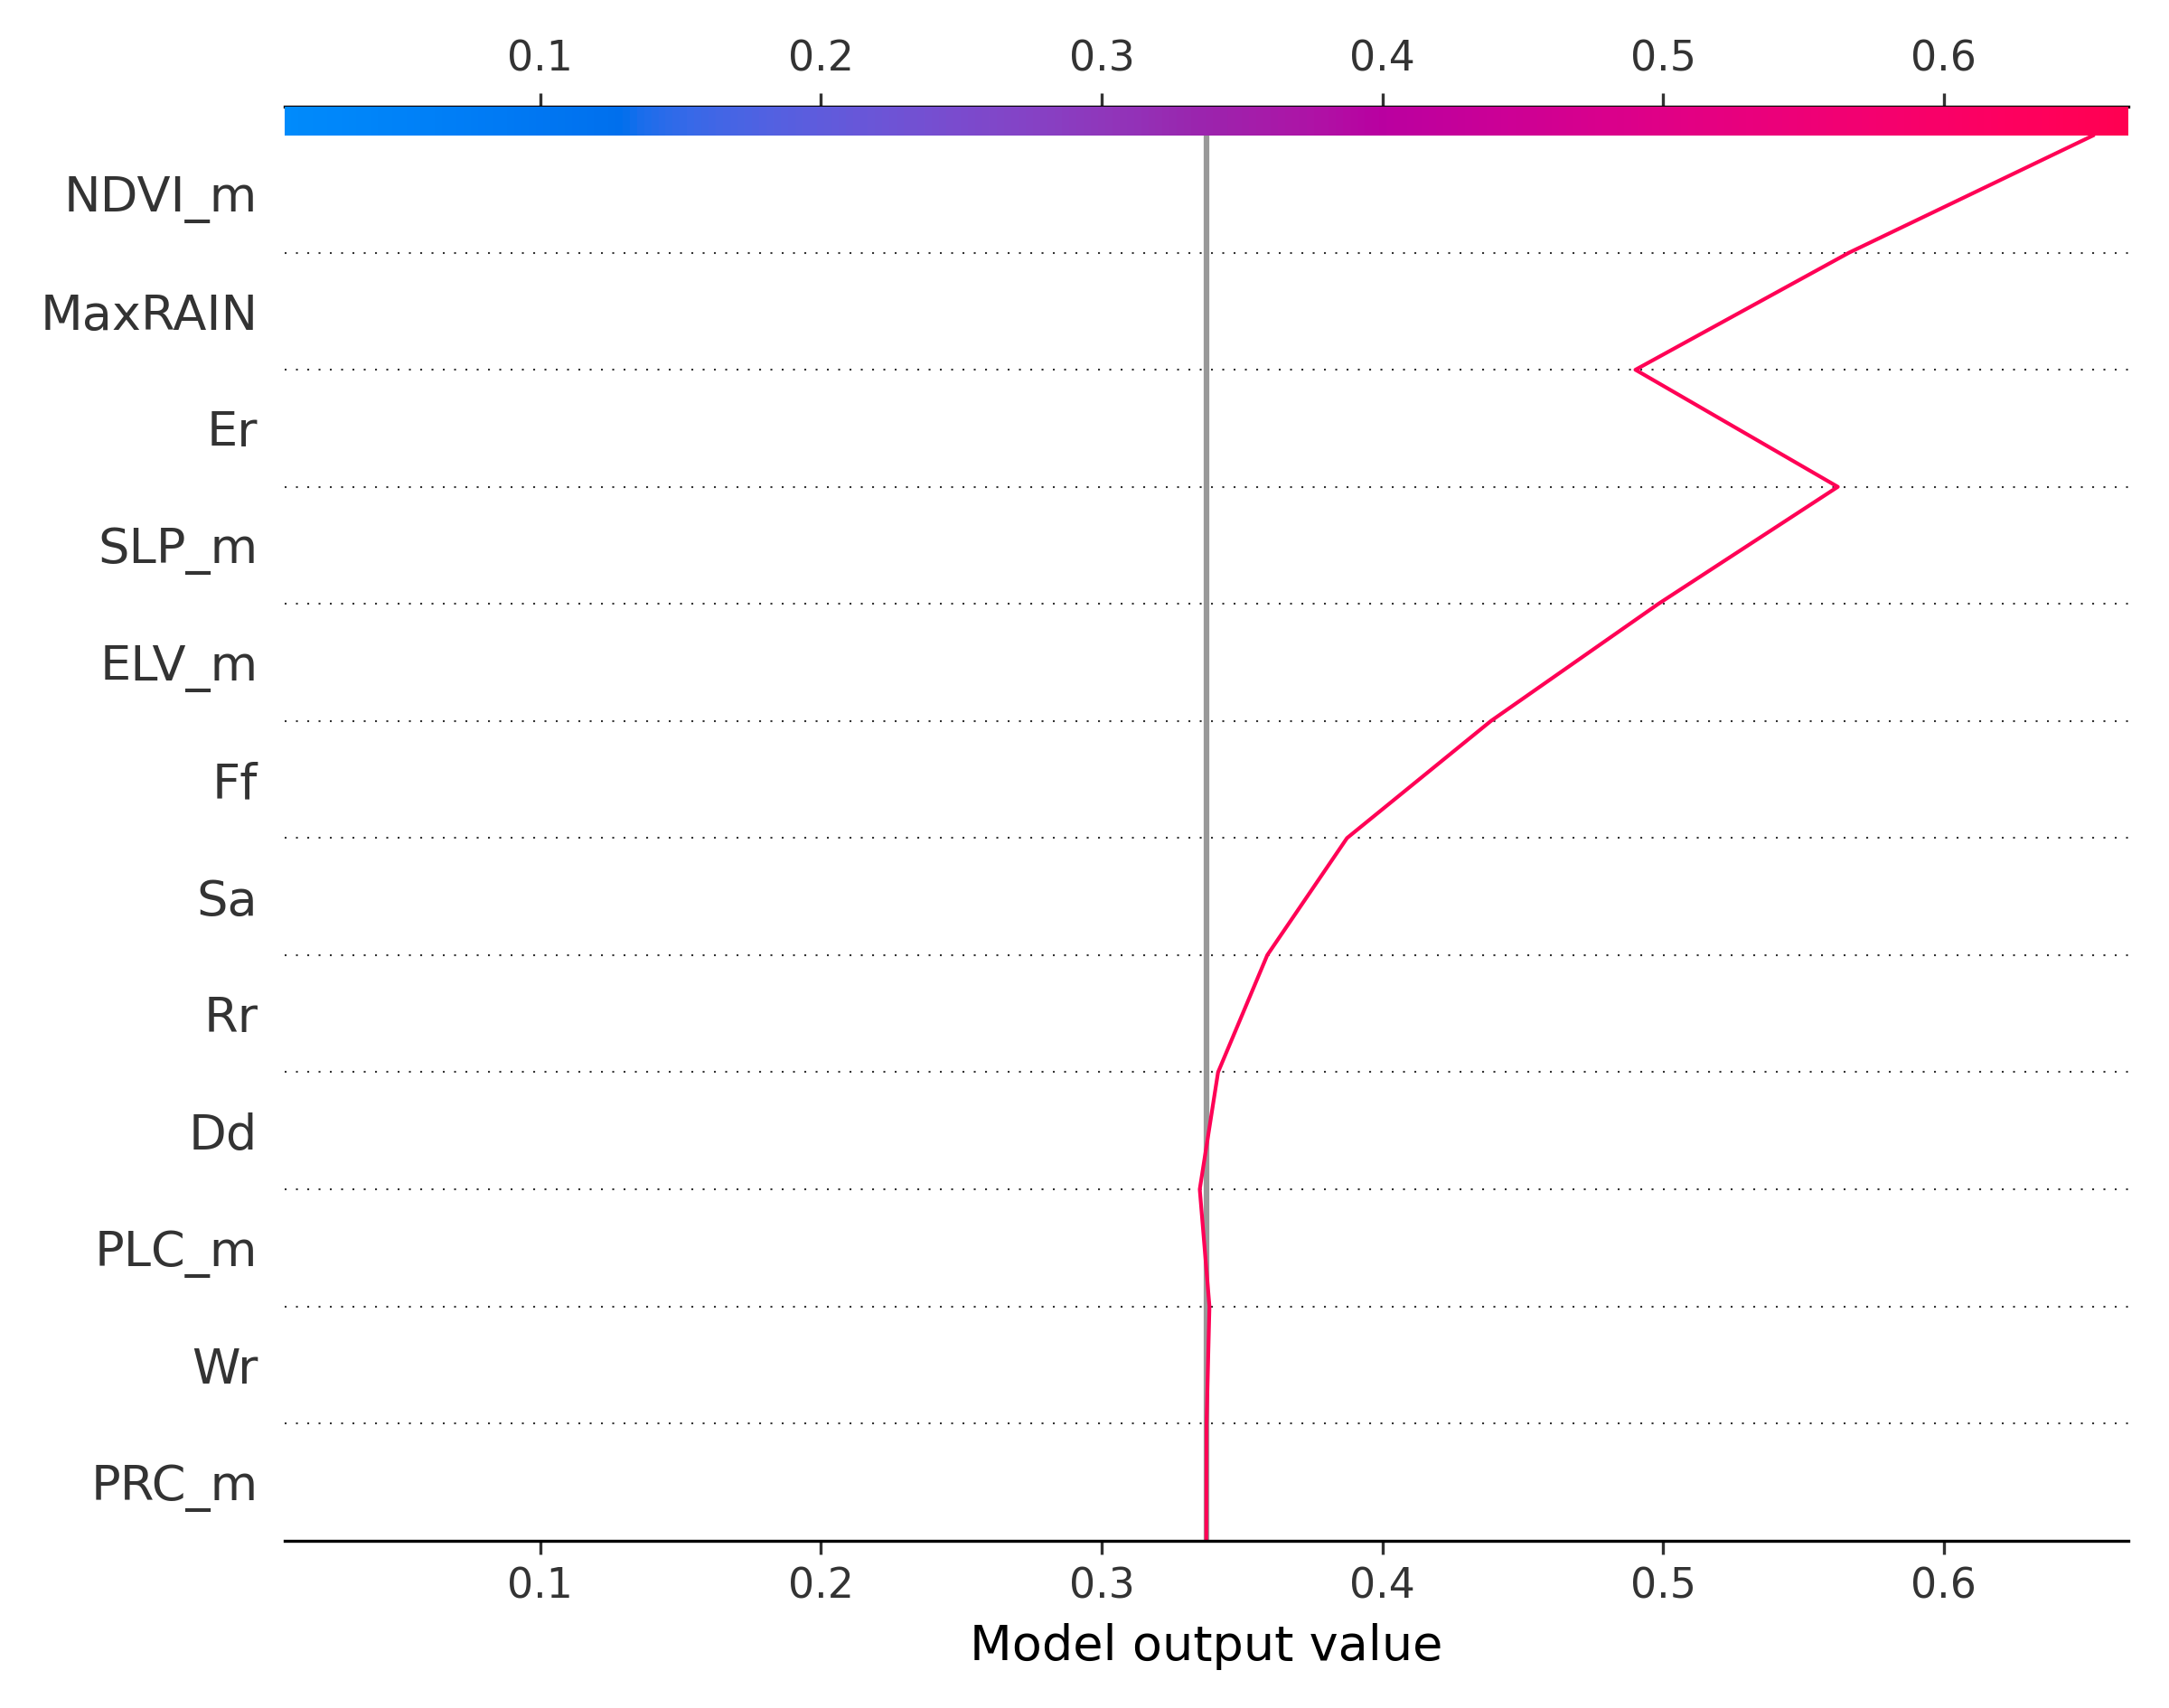 0.1 0.2 0.3 0.4 0.5 0.6
NDVI_m
MaxRAIN
Er
SLP_m
ELV_m
Ff
Sa
Rr
Dd
PLC_m
Wr
PRC_m
0.1 0.2 0.3 0.4 0.5 0.6
Model output value